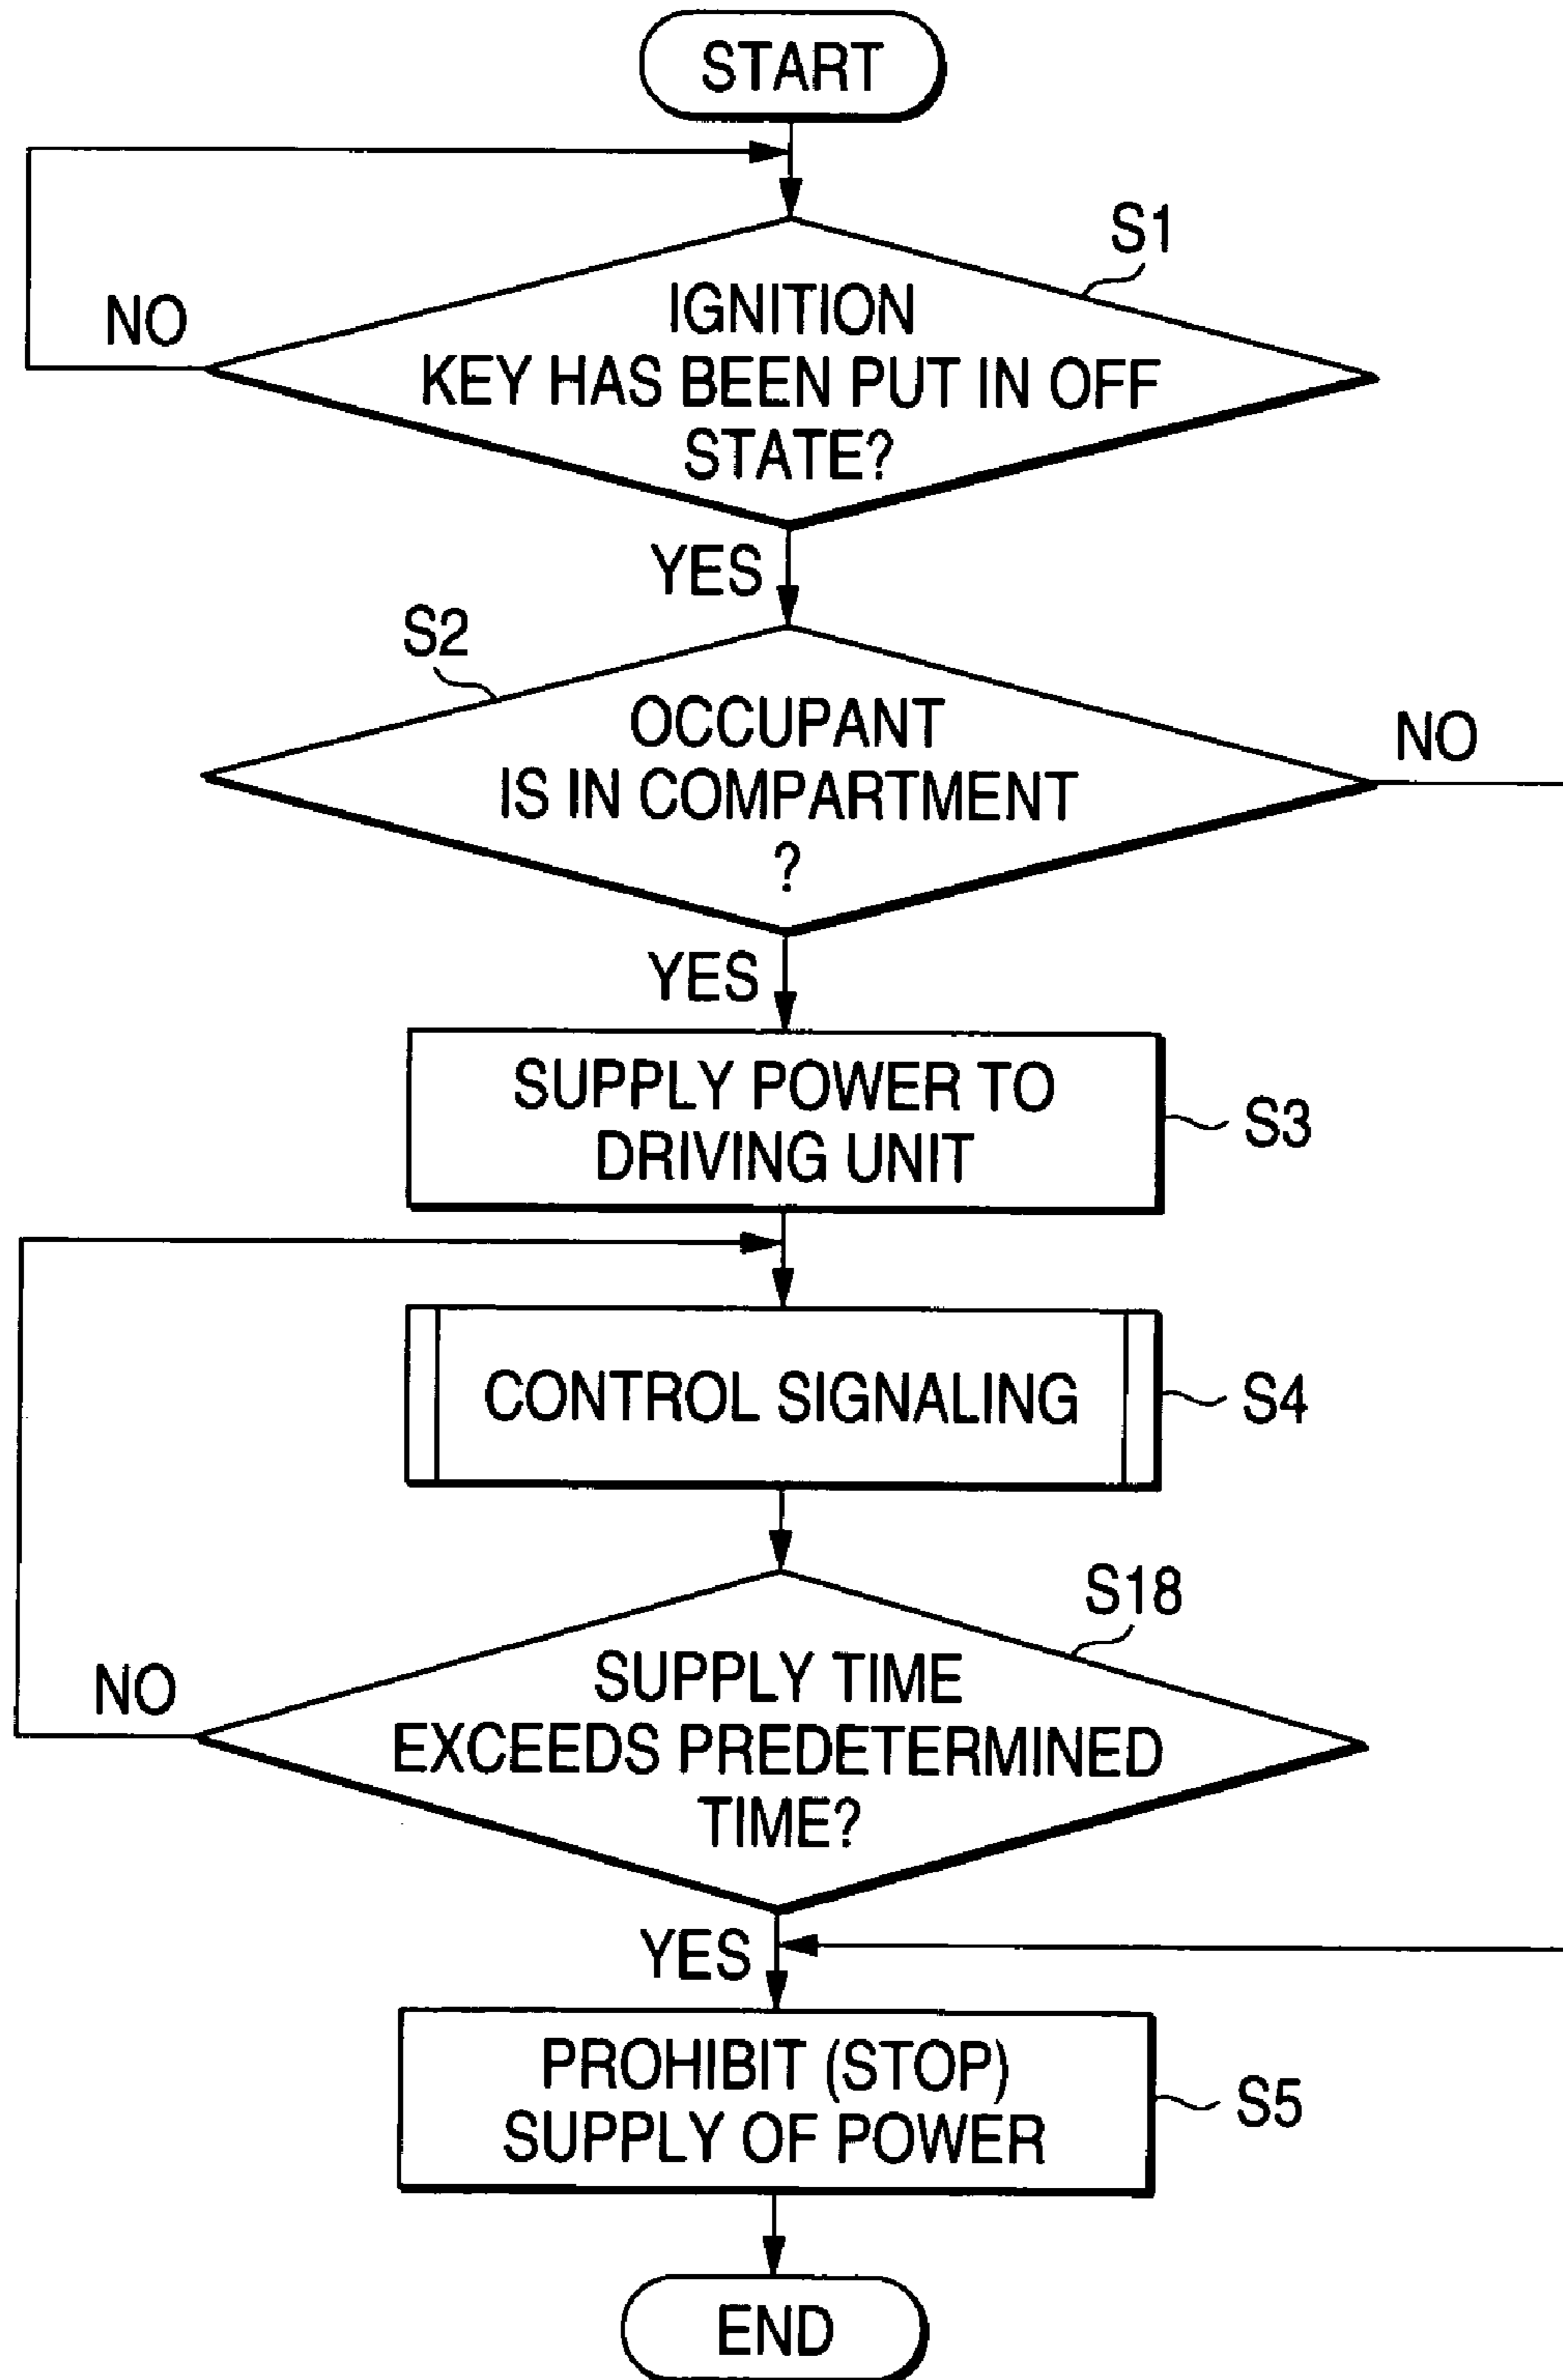 START
S1
NO
IGNITION
KEY HAS BEEN PUT IN OFF
STATE?
YES
S2
OCCUPANT
IS IN COMPARTMENT
?
NO
YES
SUPPLY POWER TO
DRIVING UNIT
S3
CONTROL SIGNALING
S4
S18
NO
SUPPLY TIME
EXCEEDS PREDETERMINED
TIME?
YES
PROHIBIT (STOP)
SUPPLY OF POWER
S5
END